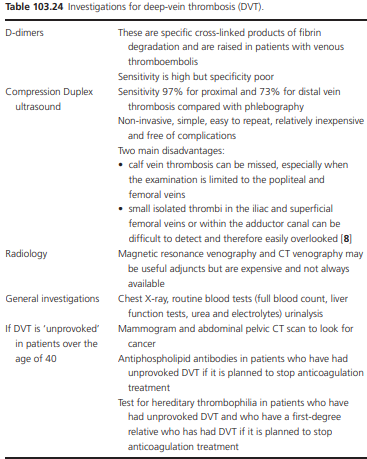 Table 103.24 Investigations for deep-vein thrombosis (DVT).
D-dimers These are specific cross-linked products of fibrin
degradation and are raised in patients with venous
thromboembolis
Sensitivity is high but specificity poor
Compression Duplex Sensitivity 97% for proximal and 73% for distal vein
ultrasound thrombosis compared with phlebography
Non-invasive, simple, easy to repeat, relatively inexpensive
and free of complications
Two main disadvantages:
• calf vein thrombosis can be missed, especially when
the examination is limited to the popliteal and
femoral veins
• small isolated thrombi in the iliac and superficial
femoral veins or within the adductor canal can be
difficult to detect and therefore easily overlooked [8]
Radiology Magnetic resonance venography and CT venography may
be useful adjuncts but are expensive and not always
available
General investigations Chest X-ray, routine blood tests (full blood count, liver
function tests, urea and electrolytes) urinalysis
If DVT is ‘unprovoked’ Mammogram and abdominal pelvic CT scan to look for
in patients over the cancer
age of 40 Antiphospholipid antibodies in patients who have had
unprovoked DVT if it is planned to stop anticoagulation
treatment
Test for hereditary thrombophilia in patients who have
had unprovoked DVT and who have a first-degree
relative who has had DVT if it is planned to stop
anticoagulation treatment